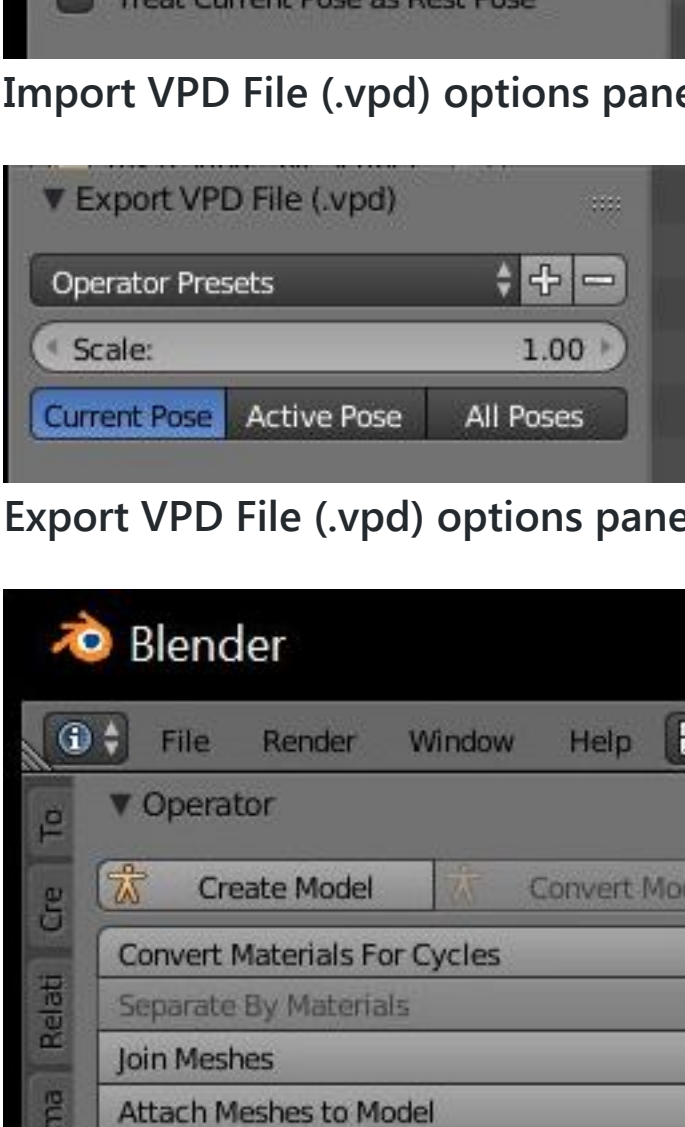 Treat Current Pose as Rest Pose
Import VPD File (.vpd) options pane
Export VPD File (.vpd)
Operator Presets
Scale: 1.00
Current Pose Active Pose All Poses
Export VPD File (.vpd) options pane
Blender
File Render Window Help
Operator
To
Create Model Convert Mod
Cre
Convert Materials For Cycles
Relati
Separate By Materials
Join Meshes
Attach Meshes to Model
ma